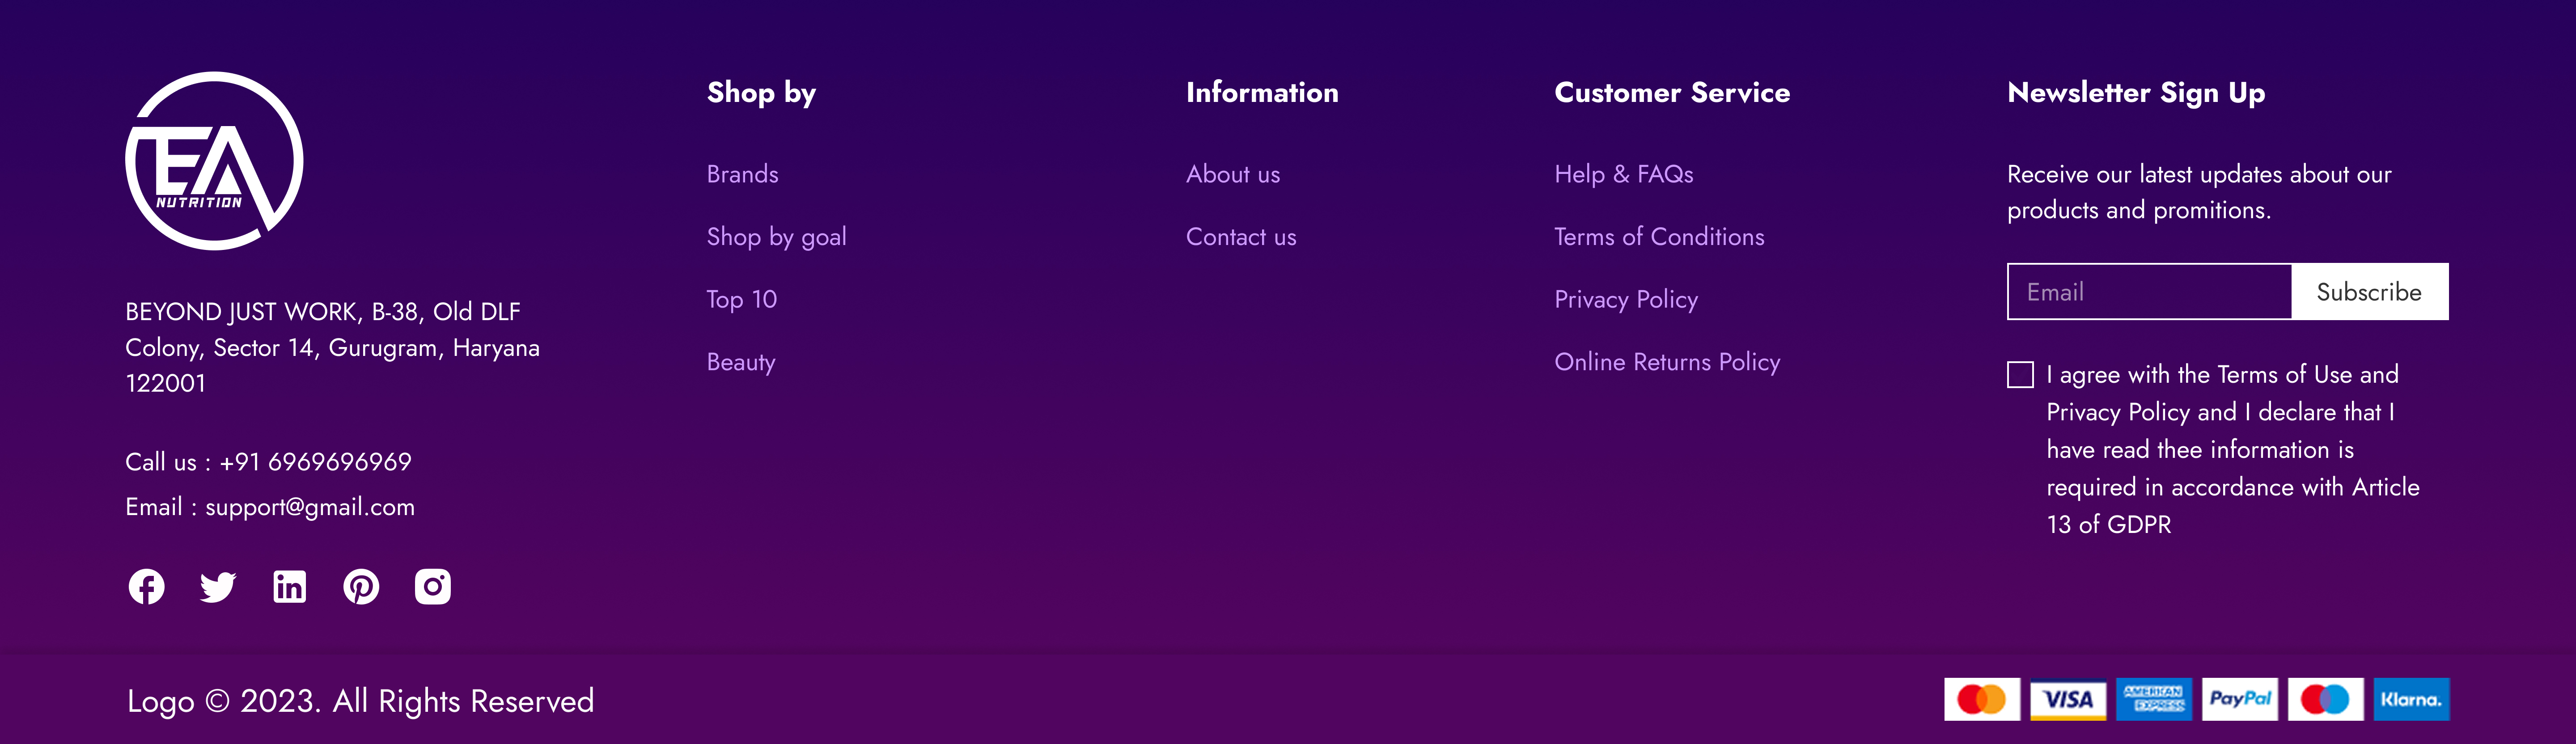 EA
NUTRITION
BEYOND JUST WORK, B-38, Old DLF
Colony, Sector 14, Gurugram, Haryana
122001
Call us : +91 6969696969
Email : support@gmail.com
Shop by
Brands
Shop by goal
Top 10
Beauty
Information
About us
Contact us
Customer Service
Help & FAQs
Terms of Conditions
Privacy Policy
Online Returns Policy
Newsletter Sign Up
Receive our latest updates about our
products and promitions.
Email
Subscribe
I agree with the Terms of Use and
Privacy Policy and I declare that I
have read thee information is
required in accordance with Article
13 of GDPR
Logo © 2023. All Rights Reserved
VISA
AMERICAN
EXPRESS
PayPal
Klarna.